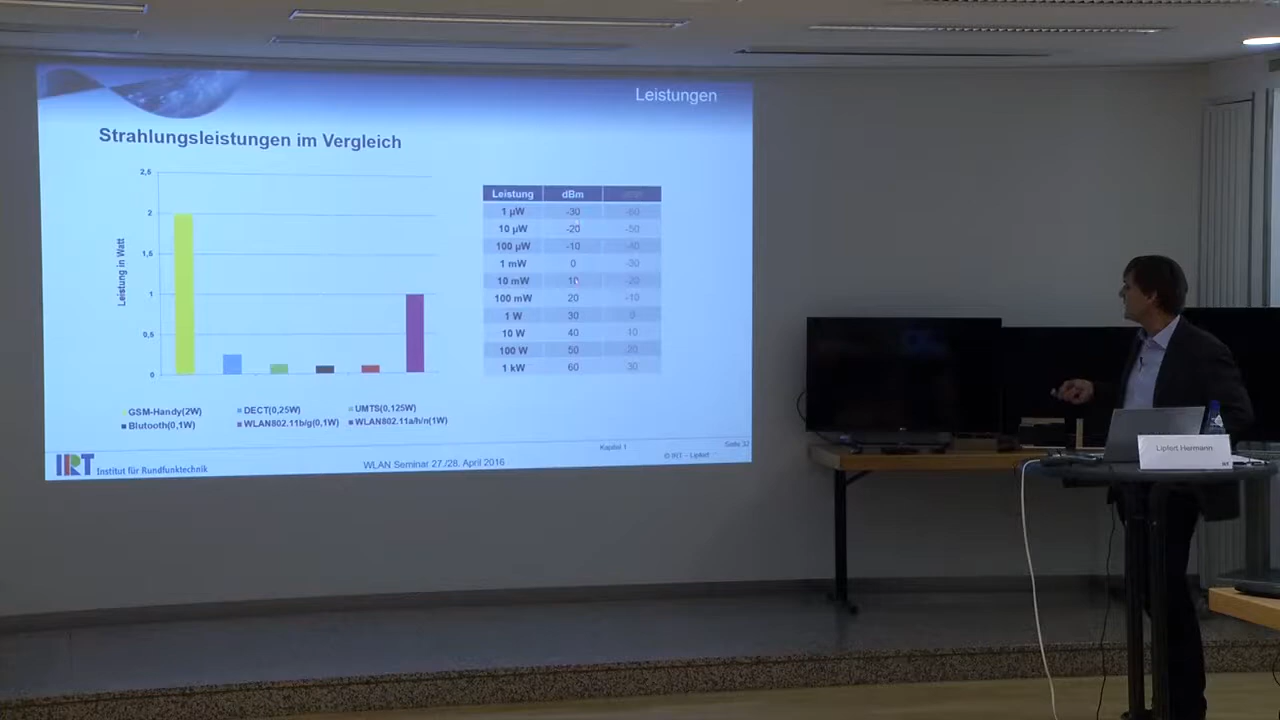 Leistungen
Strahlungsleistungen im Vergleich
2,5
2
1,5
1
0,5
0
Leistung in Watt
GSM-Handy(2W)
DECT(0,25W)
UMTS(0,125W)
Blutooth(0,1W)
WLAN802.11b/g(0,1W)
WLAN802.11a/h/n(1W)
Leistung dBm
1 µW -30 -60
10 µW -20 -50
100 µW -10 -40
1 mW 0 -30
10 mW 10 -20
100 mW 20 -10
1 W 30 0
10 W 40 10
100 W 50 20
1 kW 60 30
Kapitel 1
Seite 32
IRT Institut für Rundfunktechnik
WLAN Seminar 27./28. April 2016
© IRT – Lipfert
Lipfert Hermann